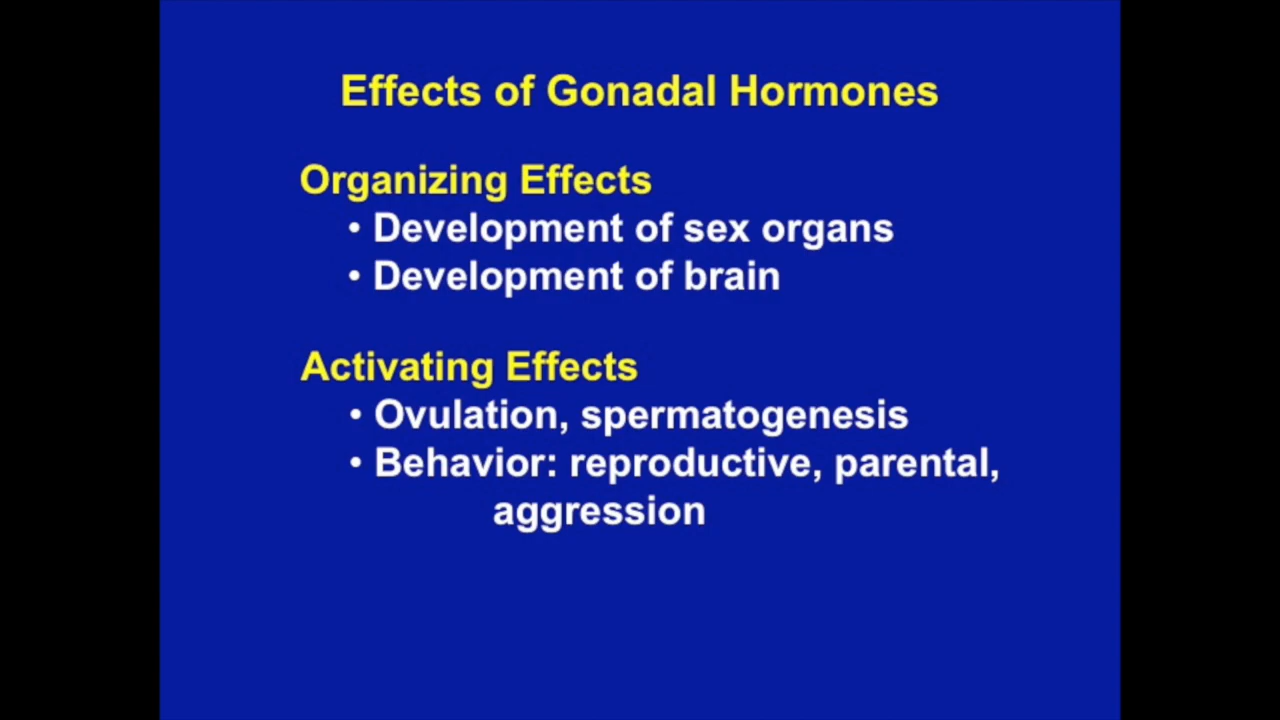 Effects of Gonadal Hormones
Organizing Effects
• Development of sex organs
• Development of brain
Activating Effects
• Ovulation, spermatogenesis
• Behavior: reproductive, parental,
aggression